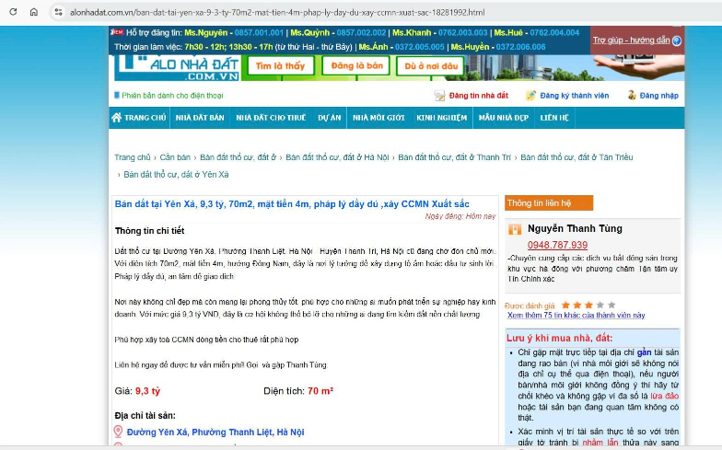 alonhadat.com.vn/ban-dat-tai-yen-xa-9-3-ty-70m2-mat-tien-4m-phap-ly-day-du-xay-ccmn-xuat-sac-18281992.html
Hỗ trợ đăng tin: Ms.Nguyên - 0857.001.001 | Ms.Quỳnh - 0857.002.002 | Ms.Khanh - 0762.003.003 | Ms.Huê - 0762.004.004
Thời gian làm việc: 7h30 - 12h; 13h30 - 17h (từ thứ Hai - thứ Bảy) | Ms.Ánh - 0372.005.005 | Ms.Huyền - 0372.006.006
Trợ giúp - hướng dẫn
ALO NHÀ ĐẤT
.COM.VN
Tìm là thấy
Đăng là bán
Dù ở nơi đâu
Phiên bản dành cho điện thoại
Đăng tin nhà đất
Đăng ký thành viên
Đăng nhập
TRANG CHỦ
NHÀ ĐẤT BÁN
NHÀ ĐẤT CHO THUÊ
DỰ ÁN
NHÀ MÔI GIỚI
KINH NGHIỆM
MẪU NHÀ ĐẸP
LIÊN HỆ
Trang chủ › Cần bán › Bán đất thổ cư, đất ở › Bán đất thổ cư, đất ở Hà Nội › Bán đất thổ cư, đất ở Thanh Trì › Bán đất thổ cư, đất ở Tân Triều
› Bán đất thổ cư, đất ở Yên Xá
Bán đất tại Yên Xá, 9,3 tỷ, 70m2, mặt tiền 4m, pháp lý đầy đủ ,xây CCMN Xuất sắc
Ngày đăng: Hôm nay
Thông tin chi tiết
Đất thổ cư tại Đường Yên Xá, Phường Thanh Liệt, Hà Nội Huyện Thanh Trì, Hà Nội cũ đang chờ đón chủ mới.
Với diện tích 70m2, mặt tiền 4m, hướng Đông Nam, đây là nơi lý tưởng để xây dựng tổ ấm hoặc đầu tư sinh lời.
Pháp lý đầy đủ, an tâm để giao dịch.
Nơi này không chỉ đẹp mà còn mang lại phong thủy tốt, phù hợp cho những ai muốn phát triển sự nghiệp hay kinh
doanh. Với mức giá 9,3 tỷ VND, đây là cơ hội không thể bỏ lỡ cho những ai đang tìm kiếm đất nền chất lượng.
Phù hợp xây toà CCMN dòng tiền cho thuê rất phù hợp
Liên hệ ngay để được tư vấn miễn phí! Gọi và gặp Thanh Tùng.
Giá: 9,3 tỷ
Diện tích: 70 m²
Địa chỉ tài sản:
Đường Yên Xá, Phường Thanh Liệt, Hà Nội
Thông tin liên hệ
Nguyễn Thanh Tùng
0948.787.939
-Chuyên cung cấp các dịch vụ bất động sản trong
khu vực hà đông với phương châm Tận tâm,uy
Tín Chính xác
Được đánh giá
Xem thêm 75 tin khác của thành viên này
Lưu ý khi mua nhà, đất:
• Chỉ gặp mặt trực tiếp tại địa chỉ gần tài sản
đang rao bán (vì nhà môi giới sẽ không nói
địa chỉ cụ thể qua điện thoại), nếu người
bán/nhà môi giới không đồng ý thì hãy từ
chối khéo và không gặp vì đa số là lừa đảo
hoặc tài sản bạn đang quan tâm không có
thật.
• Xác minh vị trí tài sản thực tế so với trên
giấy tờ tránh bị nhầm lẫn thửa này sang